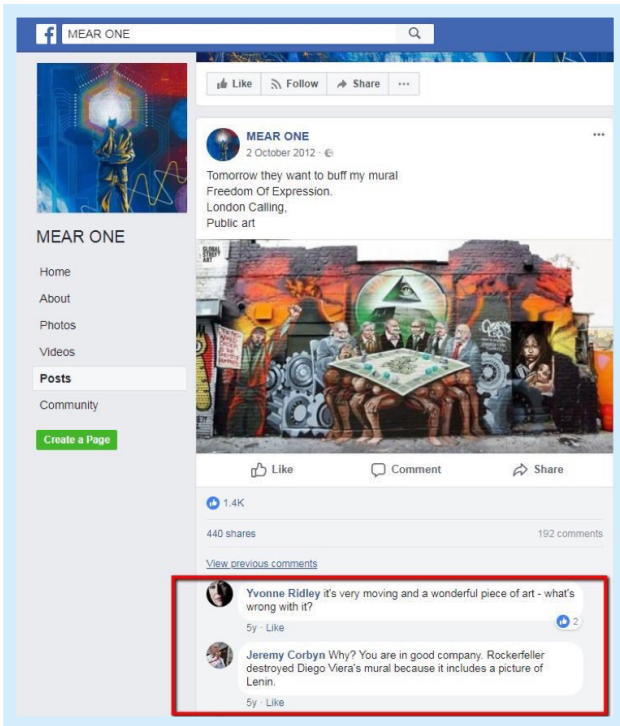 MEAR ONE
Like Follow Share ...
MEAR ONE
2 October 2012
Tomorrow they want to buff my mural
Freedom Of Expression.
London Calling,
Public art
GLOBAL
STREET
ART
MEAR ONE
Home
About
Photos
Videos
Posts
Community
Create a Page
Like Comment Share
1.4K
440 shares 192 comments
View previous comments
Yvonne Ridley it's very moving and a wonderful piece of art - what's
wrong with it?
2
5y · Like
Jeremy Corbyn Why? You are in good company. Rockerfeller
destroyed Diego Viera's mural because it includes a picture of
Lenin.
5y · Like